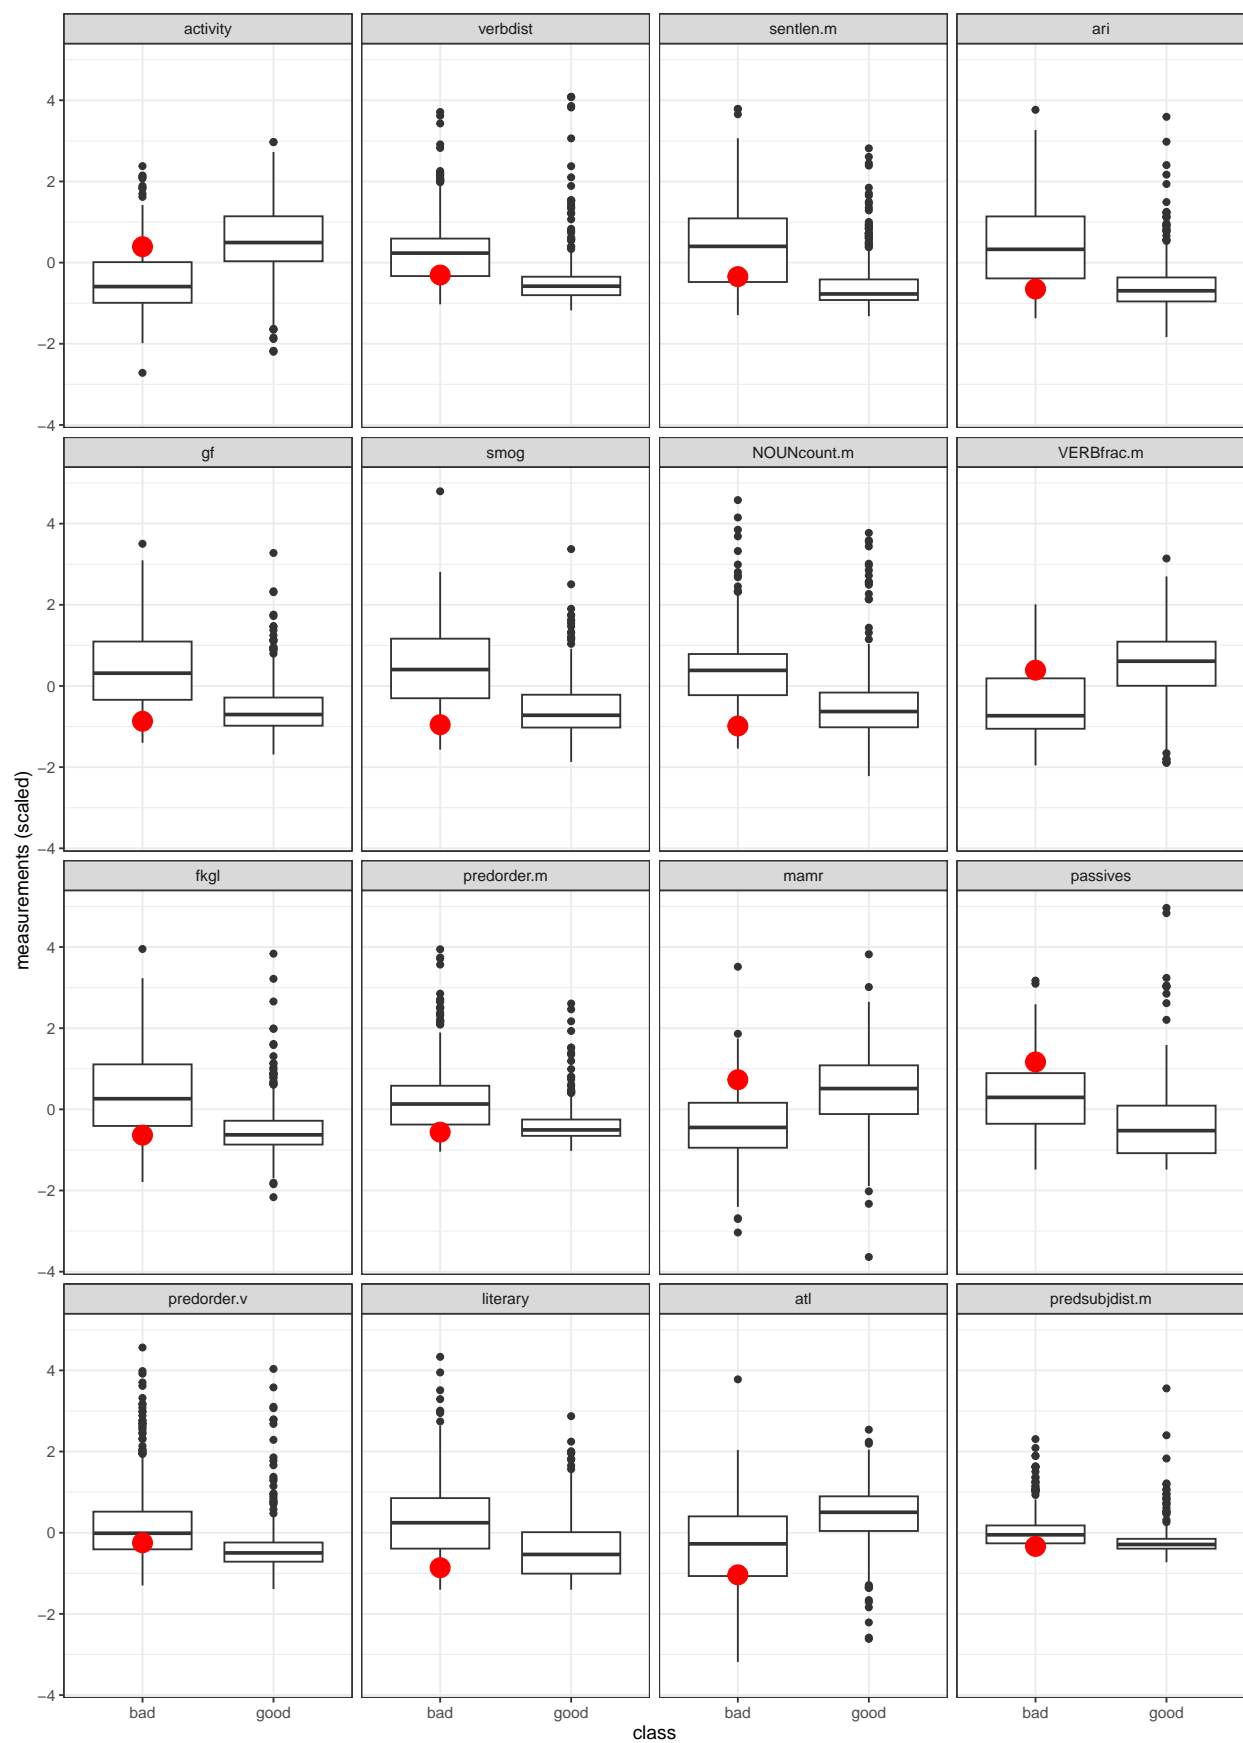 activity verbdist sentlen.m ari
4
2
0
−2
−4
gf smog NOUNcount.m VERBfrac.m
4
2
0
−2
−4
fkgl predorder.m mamr passives
4
2
0
−2
−4
predorder.v literary atl predsubjdist.m
4
2
0
−2
−4
measurements (scaled)
bad good bad good bad good bad good
class